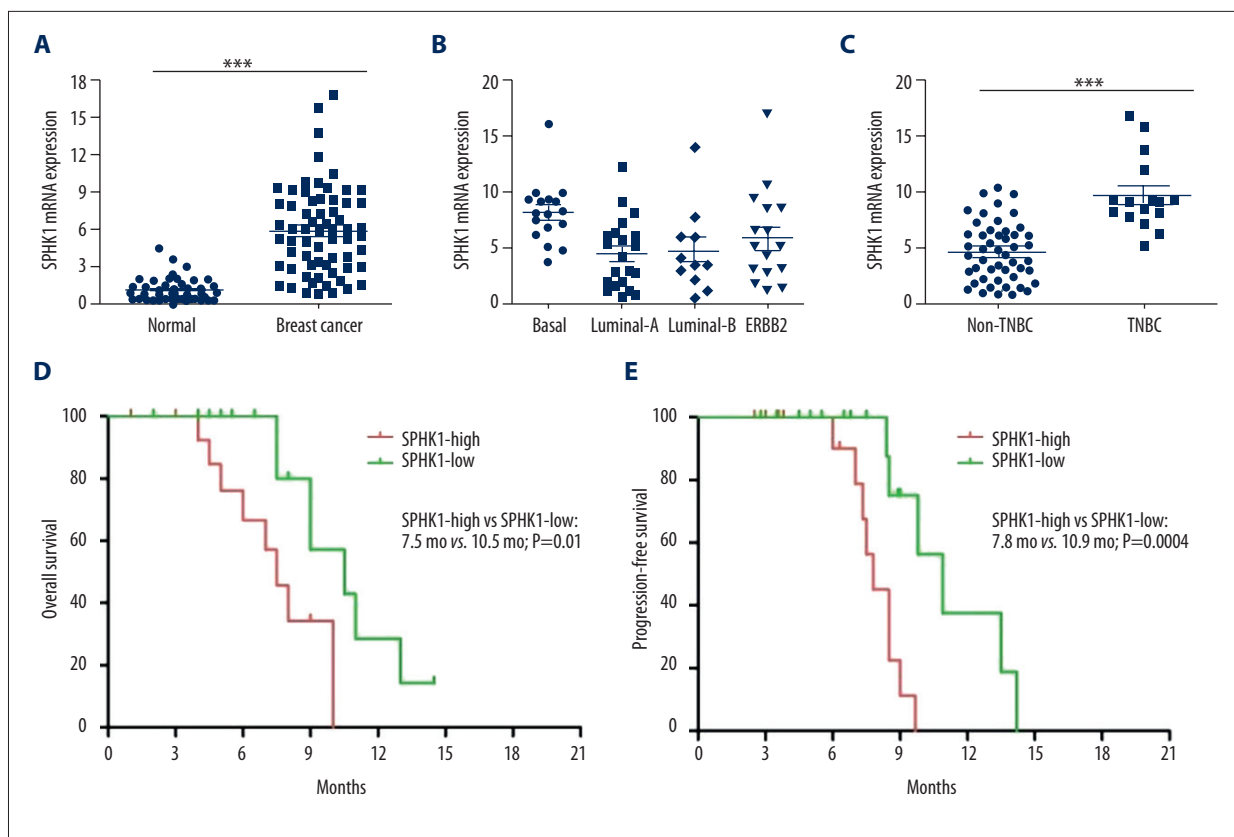 A
***
SPHK1 mRNA expression
18
15
12
9
6
3
0
Normal
Breast cancer
B
SPHK1 mRNA expression
20
15
10
5
0
Basal
Luminal-A
Luminal-B
ERBB2
C
***
SPHK1 mRNA expression
20
15
10
5
0
Non-TNBC
TNBC
D
Overall survival
100
80
60
40
20
0
SPHK1-high
SPHK1-low
SPHK1-high vs SPHK1-low:
7.5 mo vs. 10.5 mo; P=0.01
0 3 6 9 12 15 18 21
Months
E
Progression-free survival
100
80
60
40
20
0
SPHK1-high
SPHK1-low
SPHK1-high vs SPHK1-low:
7.8 mo vs. 10.9 mo; P=0.0004
0 3 6 9 12 15 18 21
Months